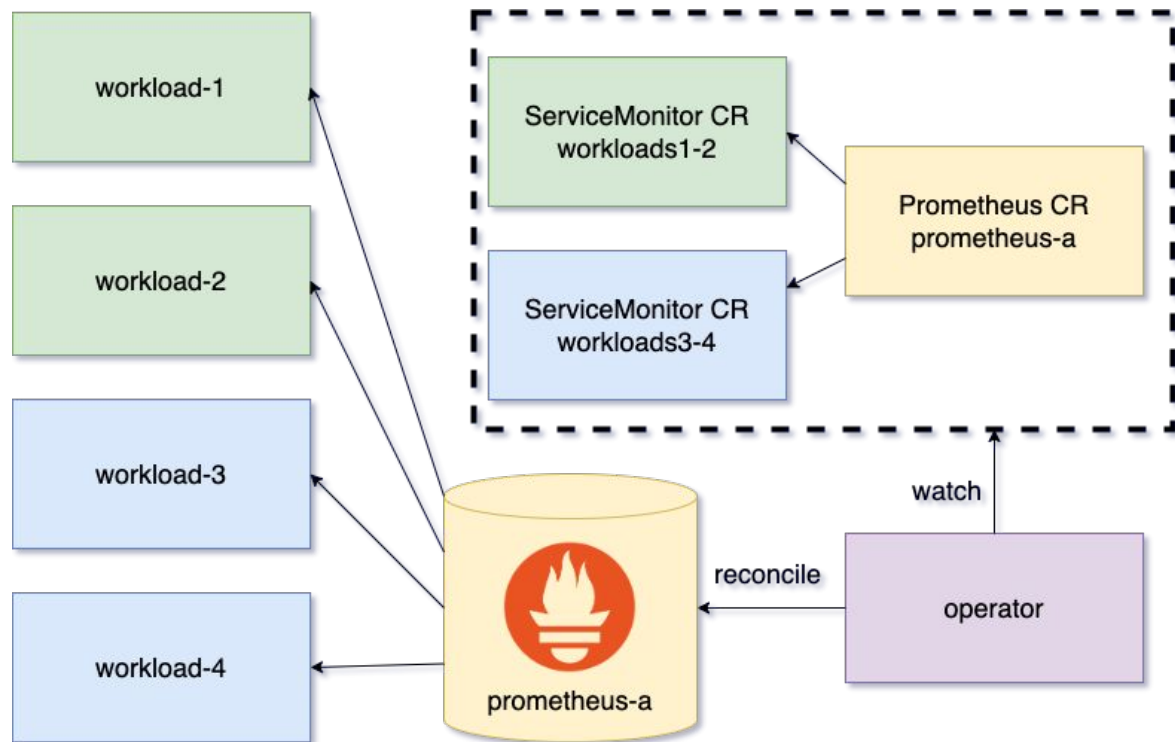 workload-1
workload-2
workload-3
workload-4
ServiceMonitor CR
workloads1-2
ServiceMonitor CR
workloads3-4
Prometheus CR
prometheus-a
watch
reconcile
operator
prometheus-a